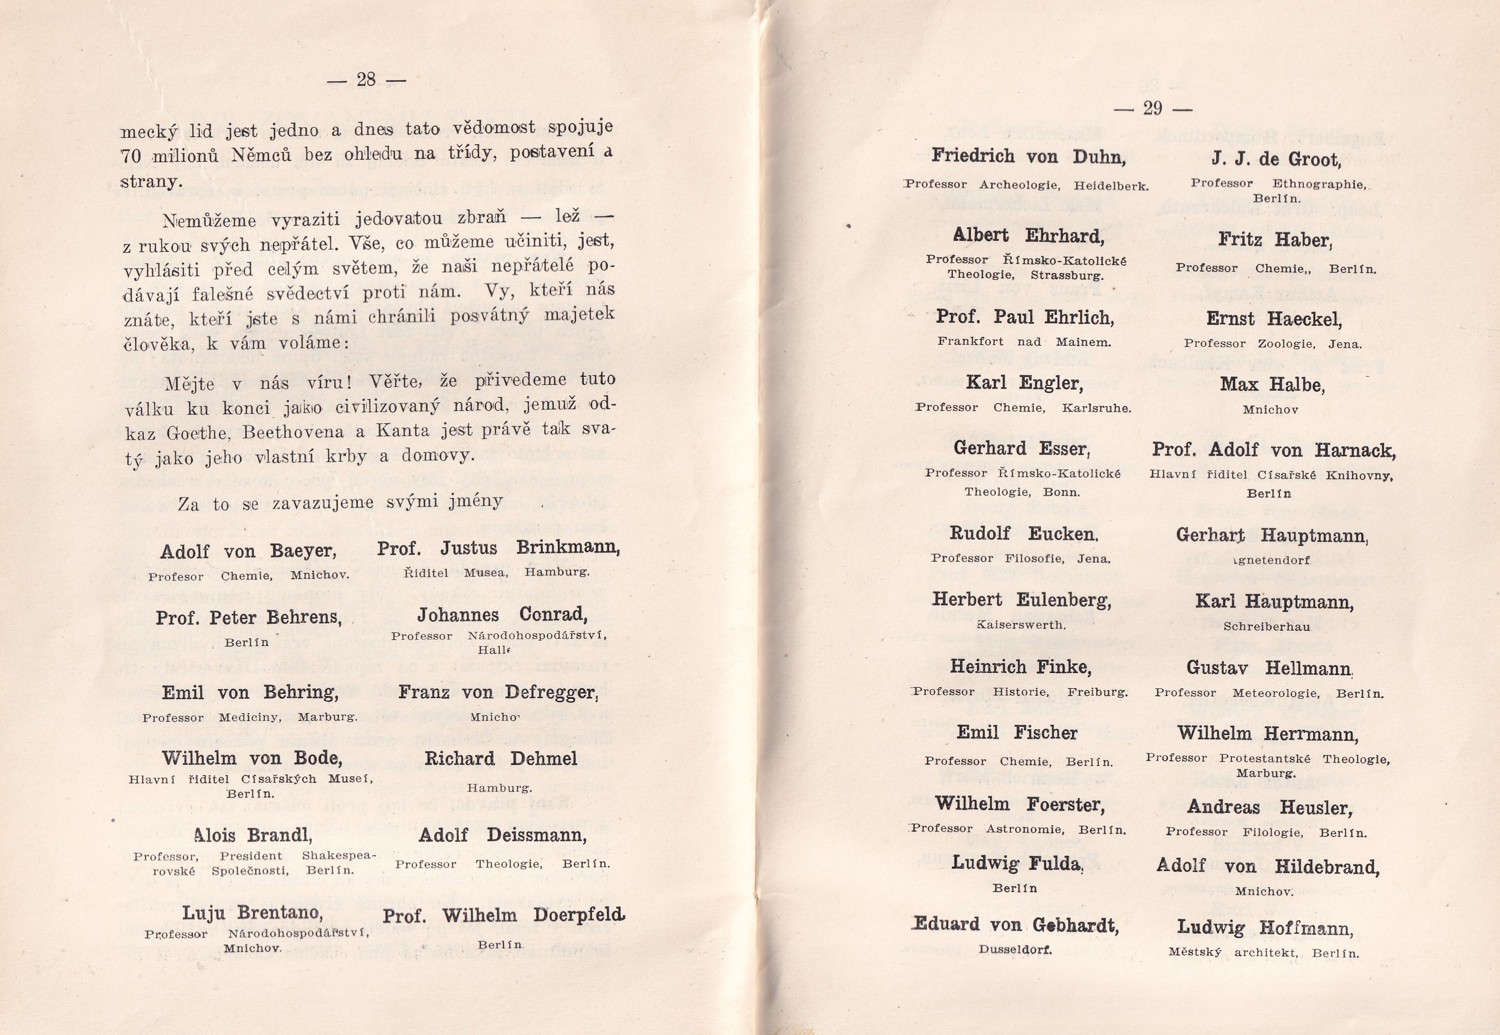 — 28 —
mecký lid jest jedno a dnes tato vědomost spojuje
70 milionů Němců bez ohledu na třídy, postavení a
strany.
Nemůžeme vyraziti jedovatou zbraň — lež —
z rukou svých nepřátel. Vše, co můžeme učiniti, jest,
vyhlásiti před celým světem, že naši nepřátelé po-
dávají falešné svědectví proti nám. Vy, kteří nás
znáte, kteří jste s námi chránili posvátný majetek
člověka, k vám voláme:
Mějte v nás víru! Věřte, že přivedeme tuto
válku ku konci jako civilizovaný národ, jemuž od-
kaz Goethe, Beethovena a Kanta jest právě tak sva-
tý jako jeho vlastní krby a domovy.
Za to se zavazujeme svými jmény
Adolf von Baeyer,
Profesor Chemie, Mnichov.
Prof. Peter Behrens,
Berlín
Emil von Behring,
Professor Mediciny, Marburg.
Wilhelm von Bode,
Hlavní řiditel Císařských Museí,
Berlín.
Alois Brandl,
Professor, President Shakespea-
rovské Společnosti, Berlín.
Luju Brentano,
Professor Národohospodářství,
Mnichov.
Prof. Justus Brinkmann,
Řiditel Musea, Hamburg.
Johannes Conrad,
Professor Národohospodářství,
Halle
Franz von Defregger,
Mnicho
Richard Dehmel
Hamburg.
Adolf Deissmann,
Professor Theologie, Berlín.
Prof. Wilhelm Doerpfeld.
Berlín.
— 29 —
Friedrich von Duhn,
Professor Archeologie, Heidelberk.
Albert Ehrhard,
Professor Římsko-Katolické
Theologie, Strassburg.
Prof. Paul Ehrlich,
Frankfort nad Mainem.
Karl Engler,
Professor Chemie, Karlsruhe.
Gerhard Esser,
Professor Římsko-Katolické
Theologie, Bonn.
Rudolf Eucken.
Professor Filosofie, Jena.
Herbert Eulenberg,
Kaiserswerth.
Heinrich Finke,
Professor Historie, Freiburg.
Emil Fischer
Professor Chemie, Berlín.
Wilhelm Foerster,
Professor Astronomie, Berlín.
Ludwig Fulda,
Berlín
Eduard von Gebhardt,
Dusseldorf.
J. J. de Groot,
Professor Ethnographie,
Berlín.
Fritz Haber,
Professor Chemie,, Berlín.
Ernst Haeckel,
Professor Zoologie, Jena.
Max Halbe,
Mnichov
Prof. Adolf von Harnack,
Hlavní řiditel Císařské Knihovny,
Berlín
Gerhart Hauptmann,
gnetendorf
Karl Hauptmann,
Schreiberhau
Gustav Hellmann,
Professor Meteorologie, Berlín.
Wilhelm Herrmann,
Professor Protestantské Theologie,
Marburg.
Andreas Heusler,
Professor Filologie, Berlín.
Adolf von Hildebrand,
Mnichov.
Ludwig Hoffmann,
Městský architekt, Berlín.